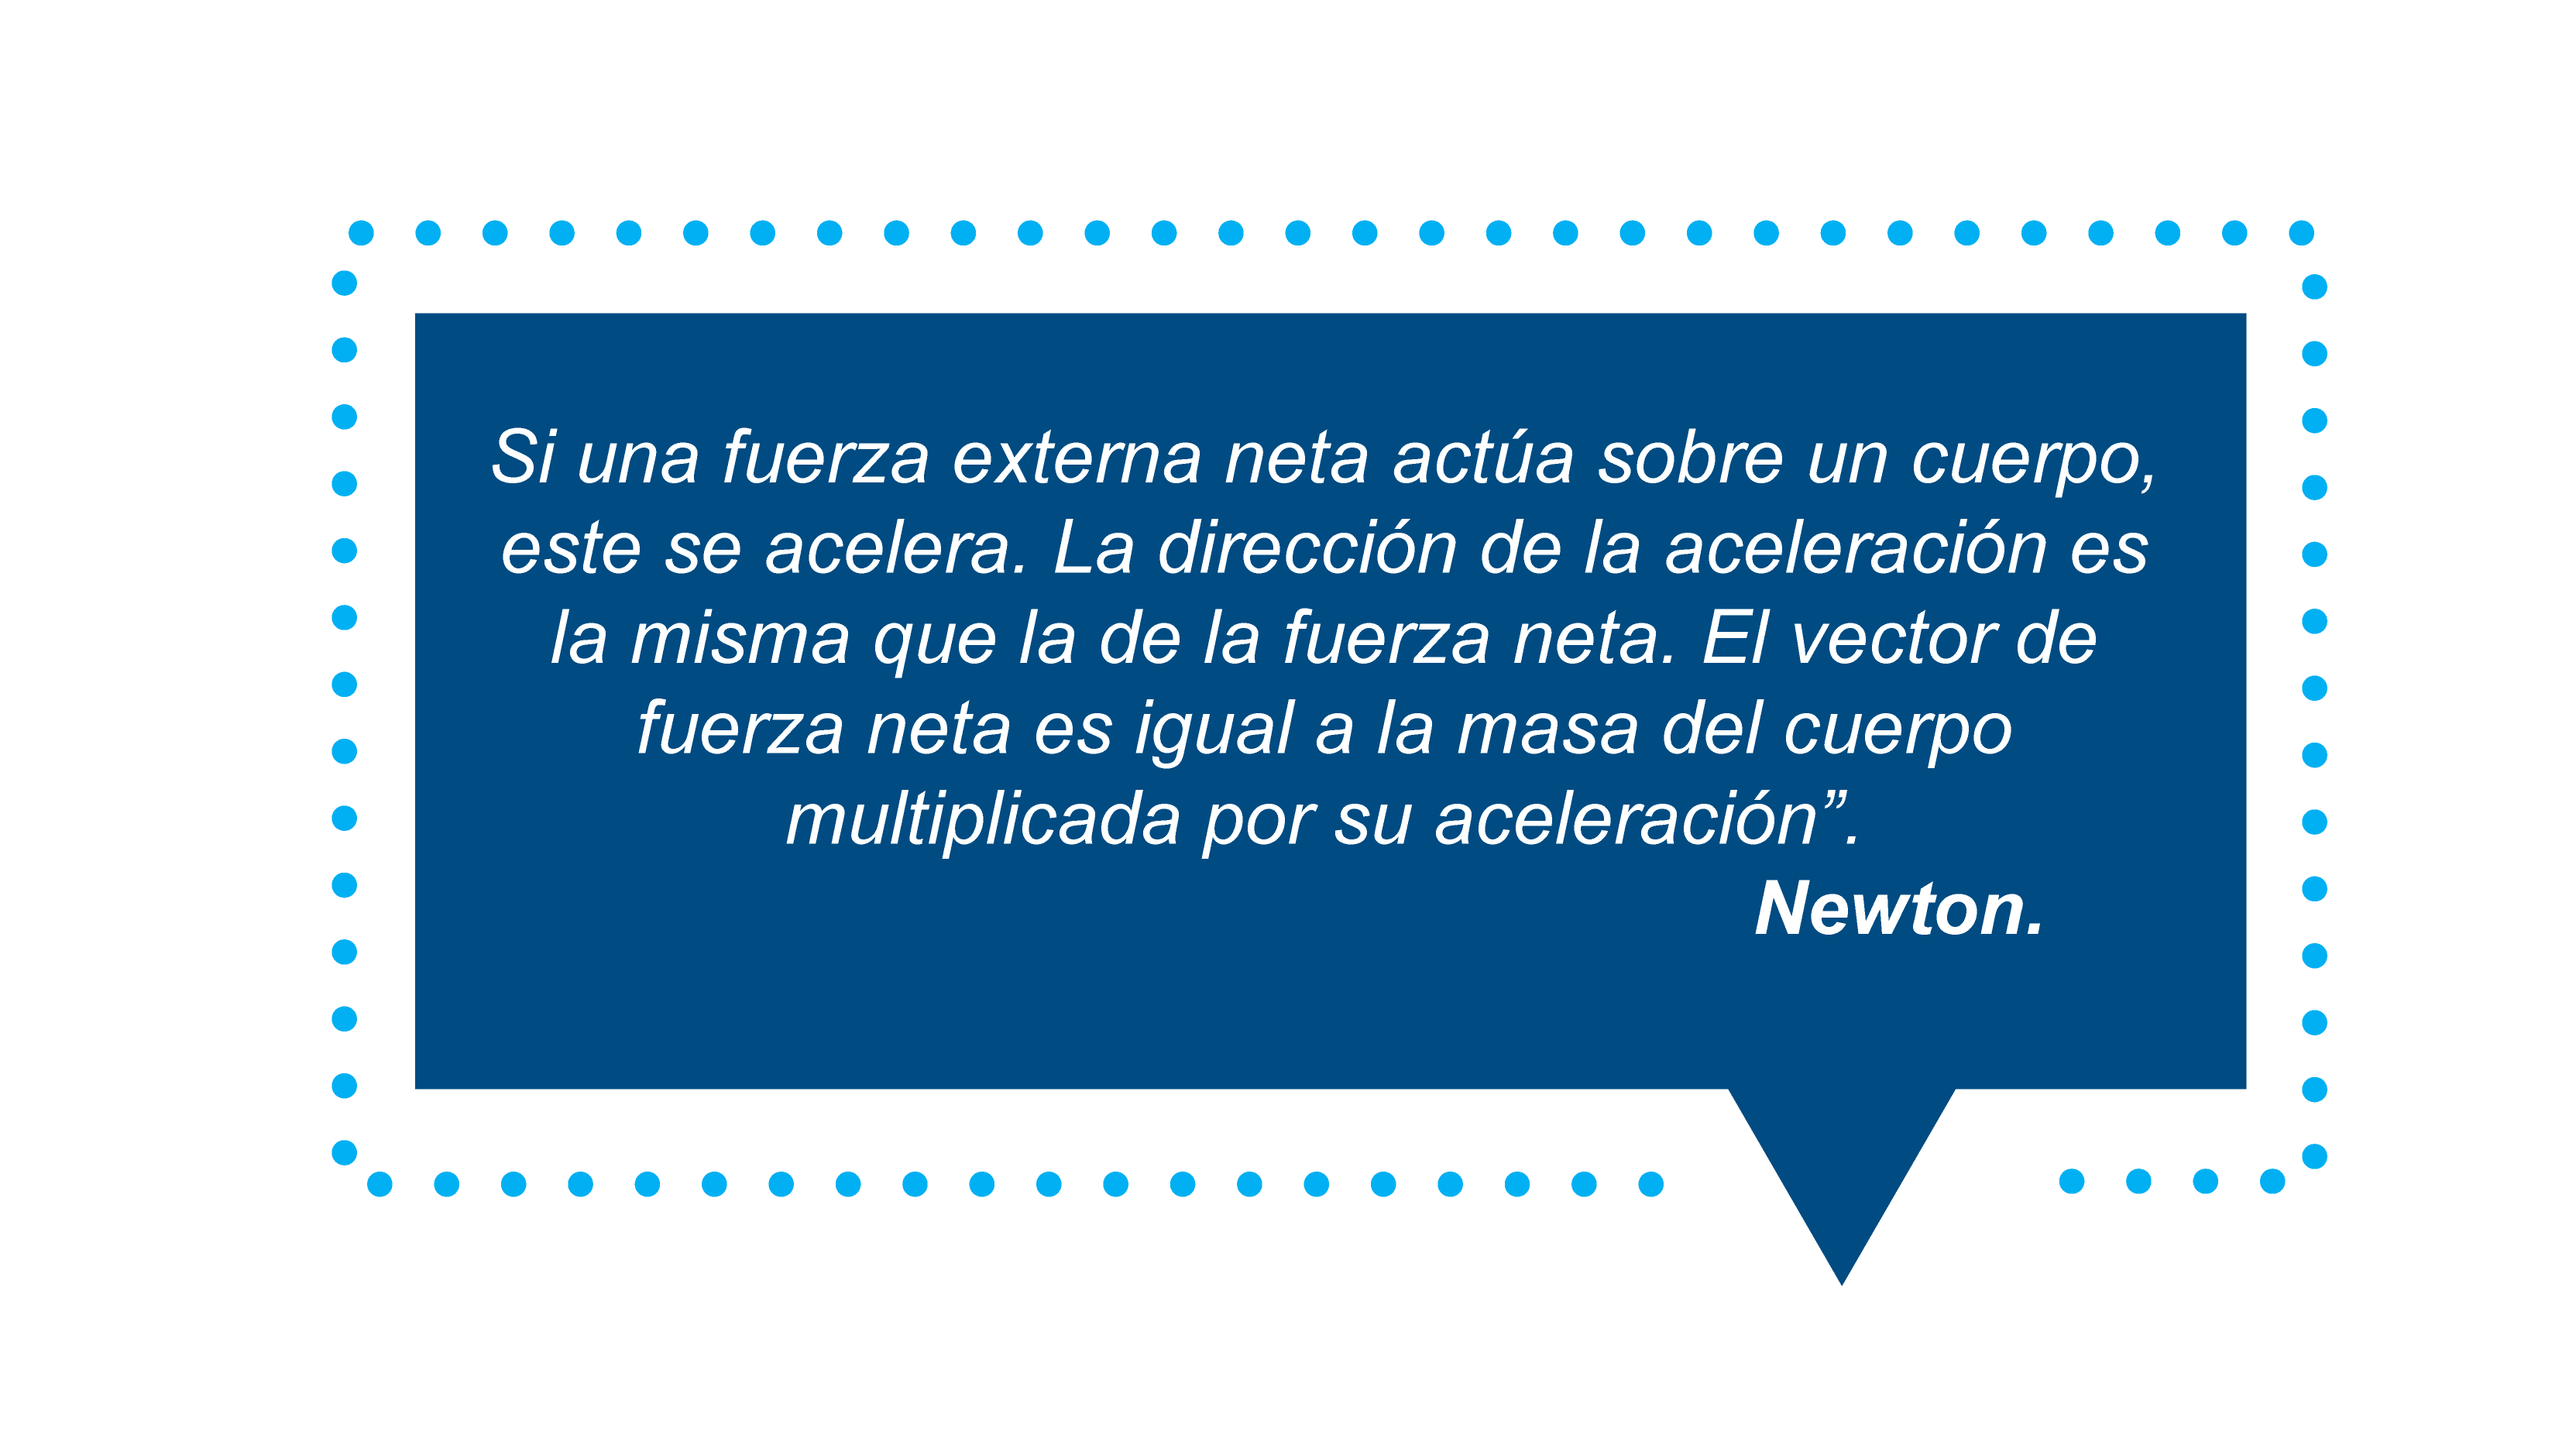 Si una fuerza externa neta actúa sobre un cuerpo,
este se acelera. La dirección de la aceleración es
la misma que la de la fuerza neta. El vector de
fuerza neta es igual a la masa del cuerpo
multiplicada por su aceleración”.
Newton.